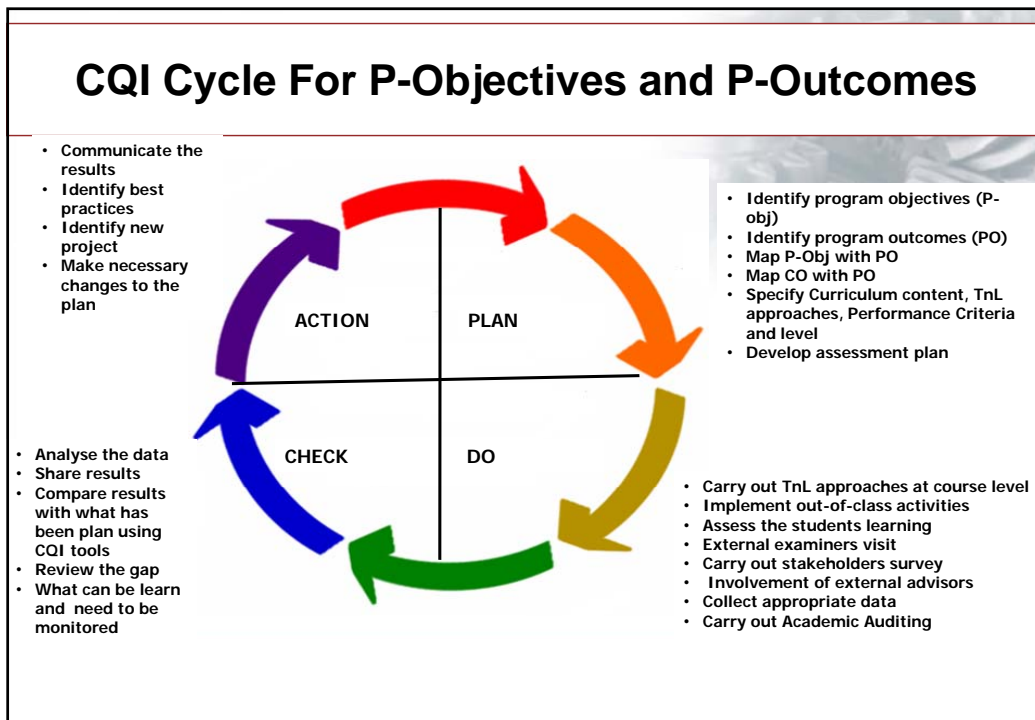 CQI Cycle For P-Objectives and P-Outcomes
• Communicate the
results
• Identify best
practices
• Identify new
project
• Make necessary
changes to the
plan
• Identify program objectives (P-
obj)
• Identify program outcomes (PO)
• Map P-Obj with PO
• Map CO with PO
• Specify Curriculum content, TnL
approaches, Performance Criteria
and level
• Develop assessment plan
ACTION
PLAN
CHECK
DO
• Analyse the data
• Share results
• Compare results
with what has
been plan using
CQI tools
• Review the gap
• What can be learn
and need to be
monitored
• Carry out TnL approaches at course level
• Implement out-of-class activities
• Assess the students learning
• External examiners visit
• Carry out stakeholders survey
• Involvement of external advisors
• Collect appropriate data
• Carry out Academic Auditing